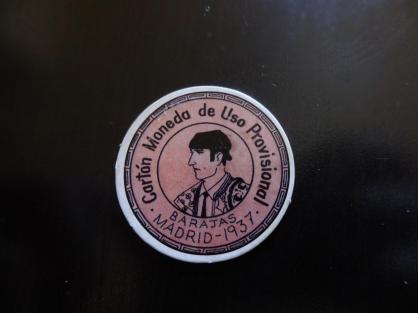 Cartón Moneda de Uso Provisional
BARAJAS
MADRID-1937